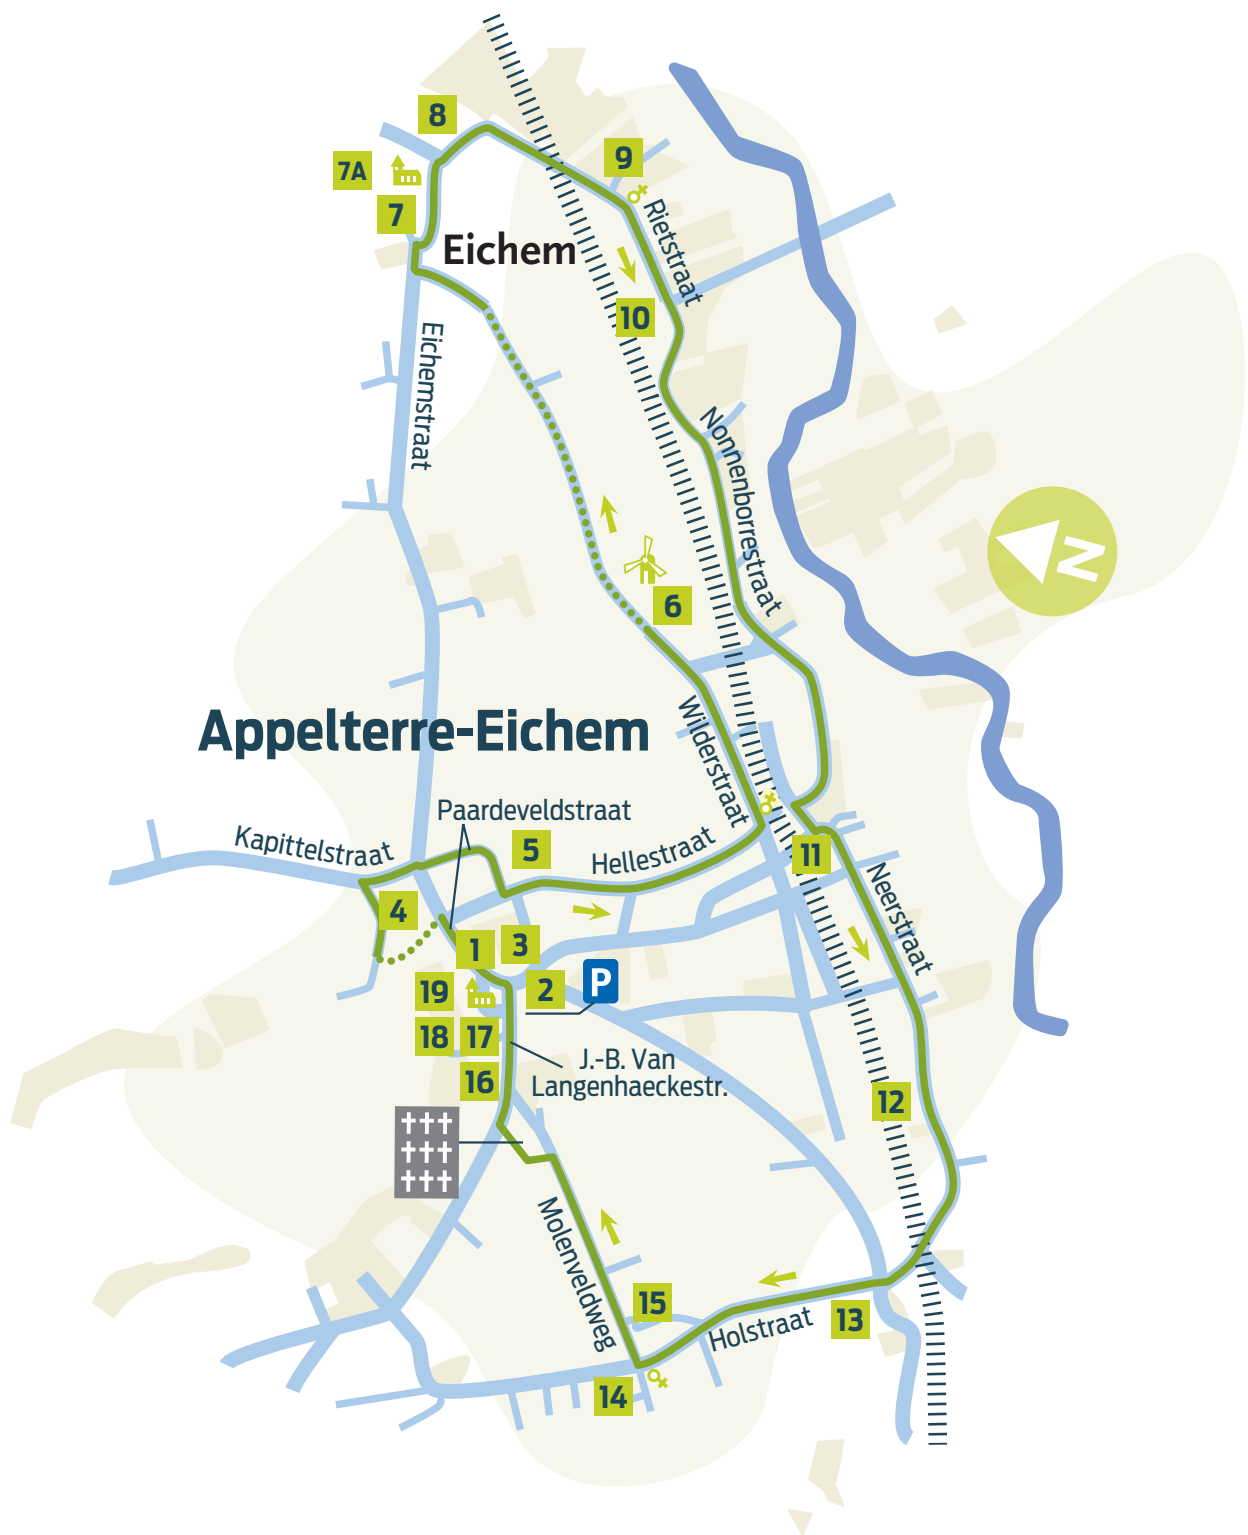 8
9
7A
7
Eichem
Rietstraat
10
Eichemstraat
Nonnenborrestraat
N
6
Appelterre-Eichem
Wilderstraat
Paardeveldstraat
Kapittelstraat
5
Hellestraat
11
Neerstraat
4
1
3
19
2
P
18
17
J.-B. Van
Langenhaeckestr.
16
12
Molenveldweg
15
Holstraat
13
14